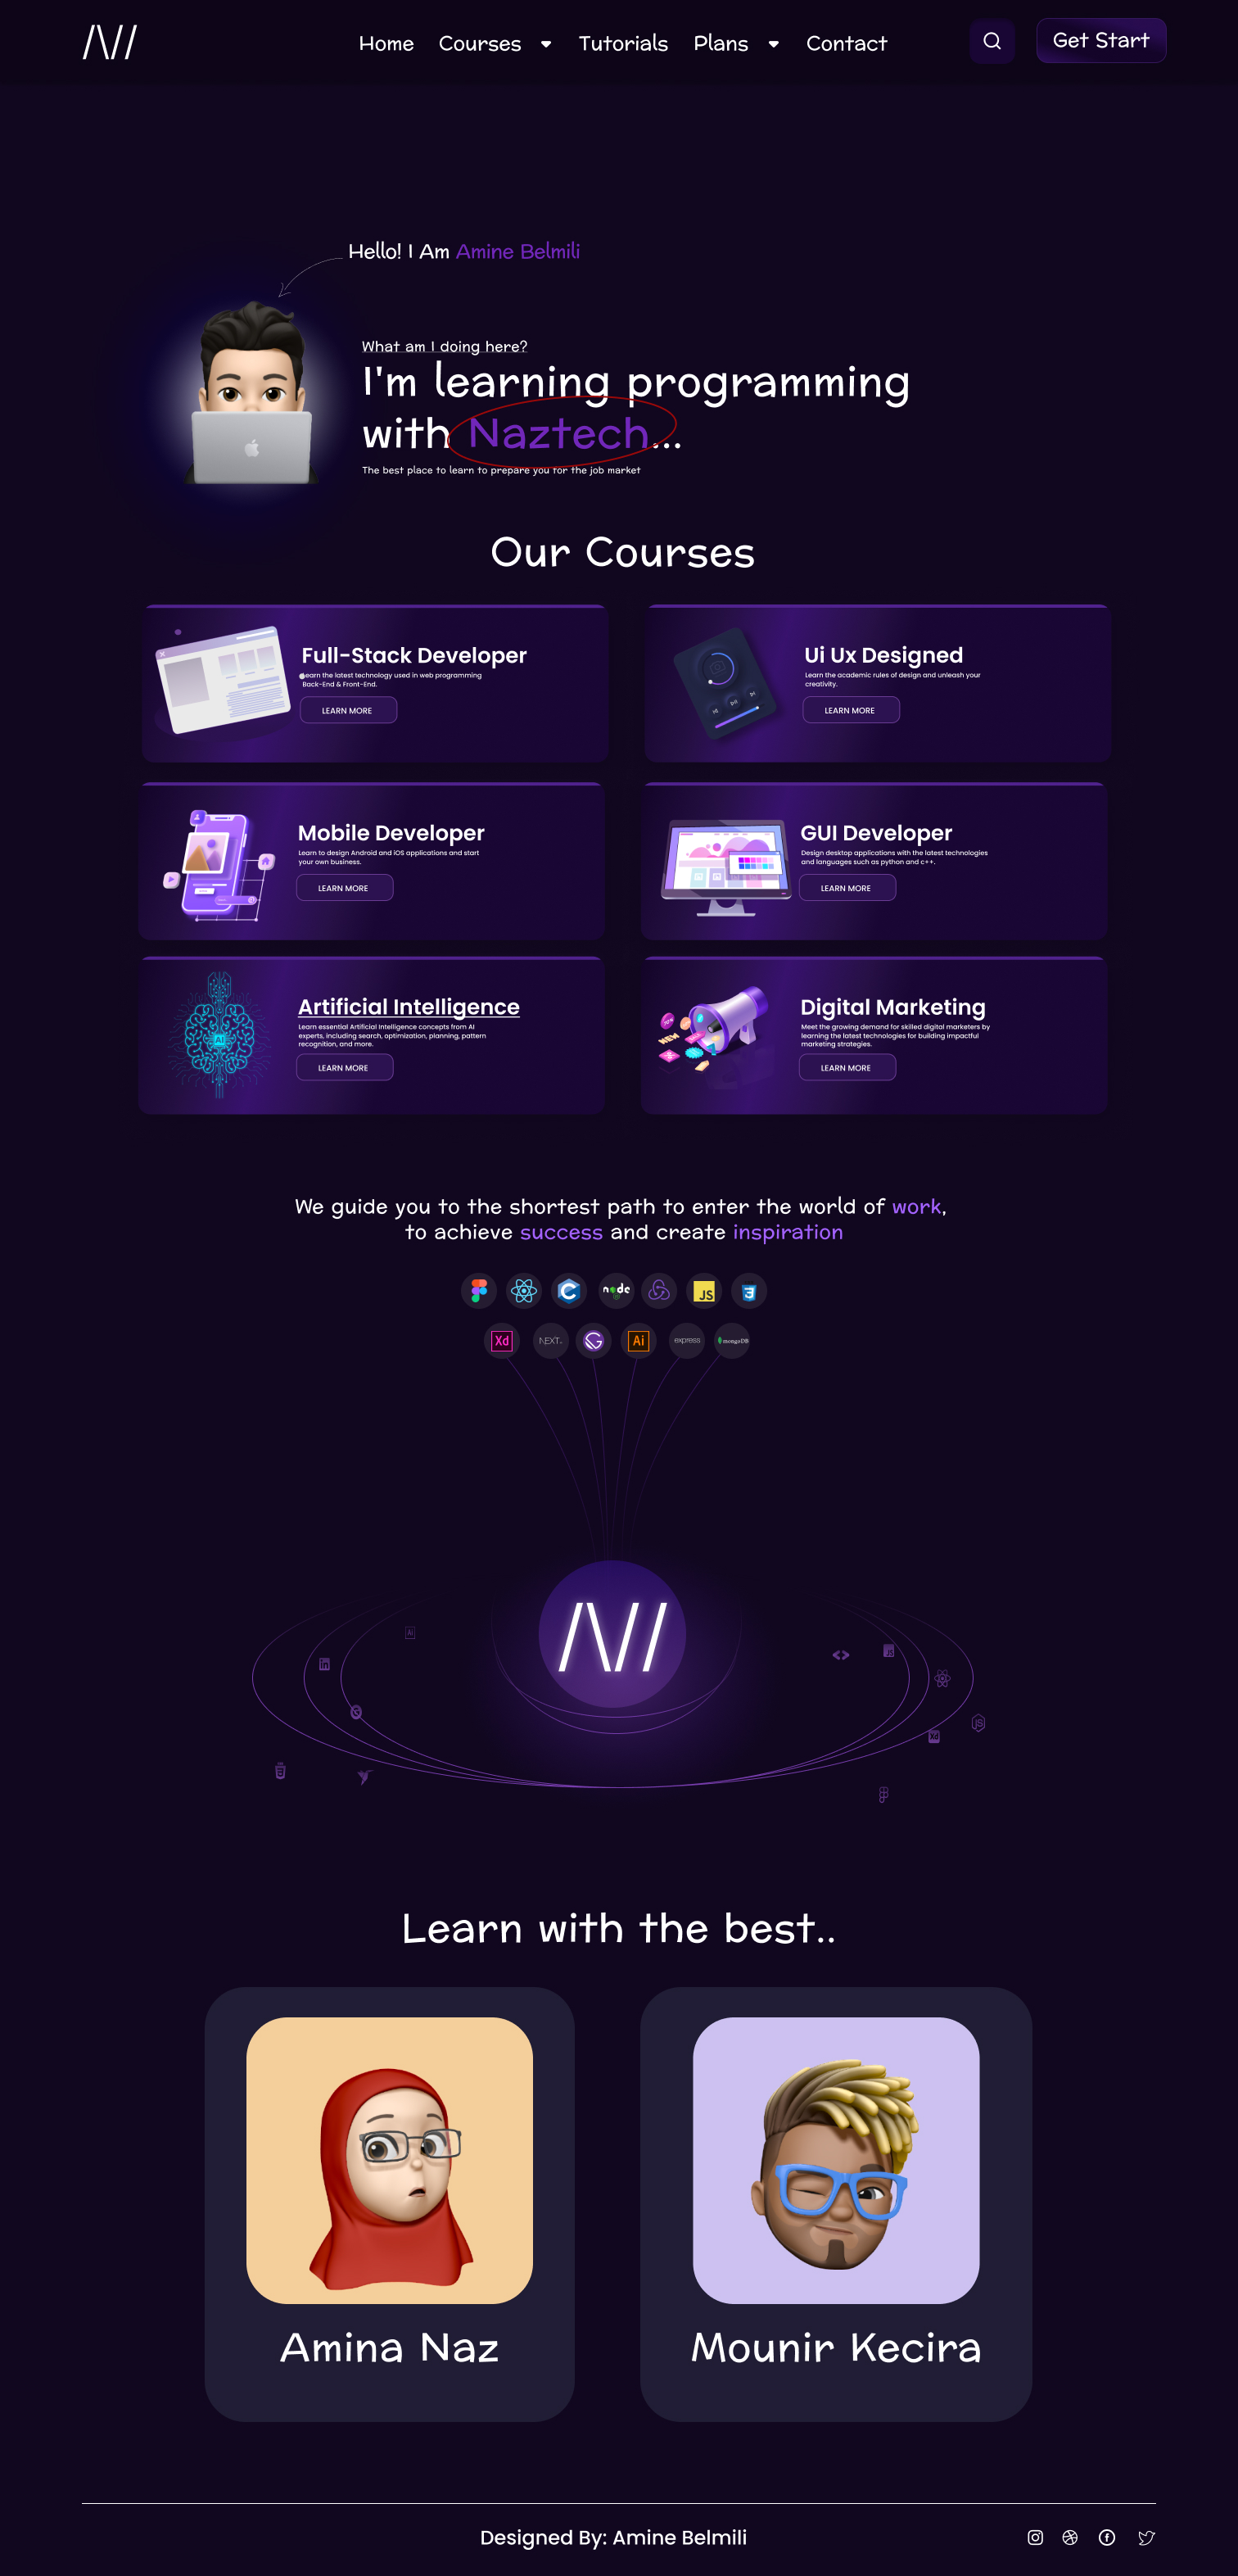 Home Courses Tutorials Plans Contact Get Start
Hello! I Am Amine Belmili
What am I doing here?
I'm learning programming
with Naztech...
The best place to learn to prepare you for the job market
Our Courses
Full-Stack Developer
Learn the latest technology used in web programming
Back-End & Front-End.
LEARN MORE
Ui Ux Designed
Learn the academic rules of design and unleash your
creativity.
LEARN MORE
Mobile Developer
Learn to design Android and iOS applications and start
your own business.
LEARN MORE
GUI Developer
Design desktop applications with the latest technologies
and languages such as python and c++.
LEARN MORE
AI
Artificial Intelligence
Learn essential Artificial Intelligence concepts from AI
experts, including search, optimization, planning, pattern
recognition, and more.
LEARN MORE
Digital Marketing
Meet the growing demand for skilled digital marketers by
learning the latest technologies for building impactful
marketing strategies.
LEARN MORE
We guide you to the shortest path to enter the world of work,
to achieve success and create inspiration
C node JS 3
Xd NEXT. G Ai express mongoDB
Ai
in
JS
Xd
Learn with the best..
Amina Naz
Mounir Kecira
Designed By: Amine Belmili